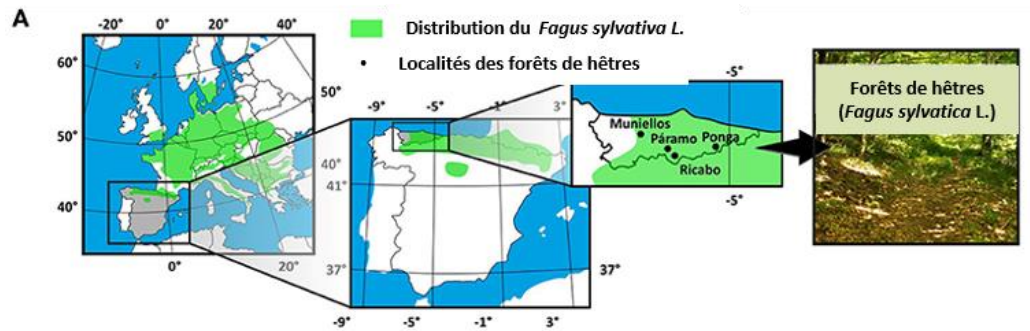 A
-20° 0° 20° 40°
Distribution du Fagus sylvativa L.
Localités des forêts de hêtres
60°
50°
40°
0° 20°
50°
40°
-9° -5° -1° 3°
41°
37°
37°
-9° -5° -1° 3°
-5°
Muniellos
Páramo Ponga
Ricabo
-5°
Forêts de hêtres
(Fagus sylvatica L.)